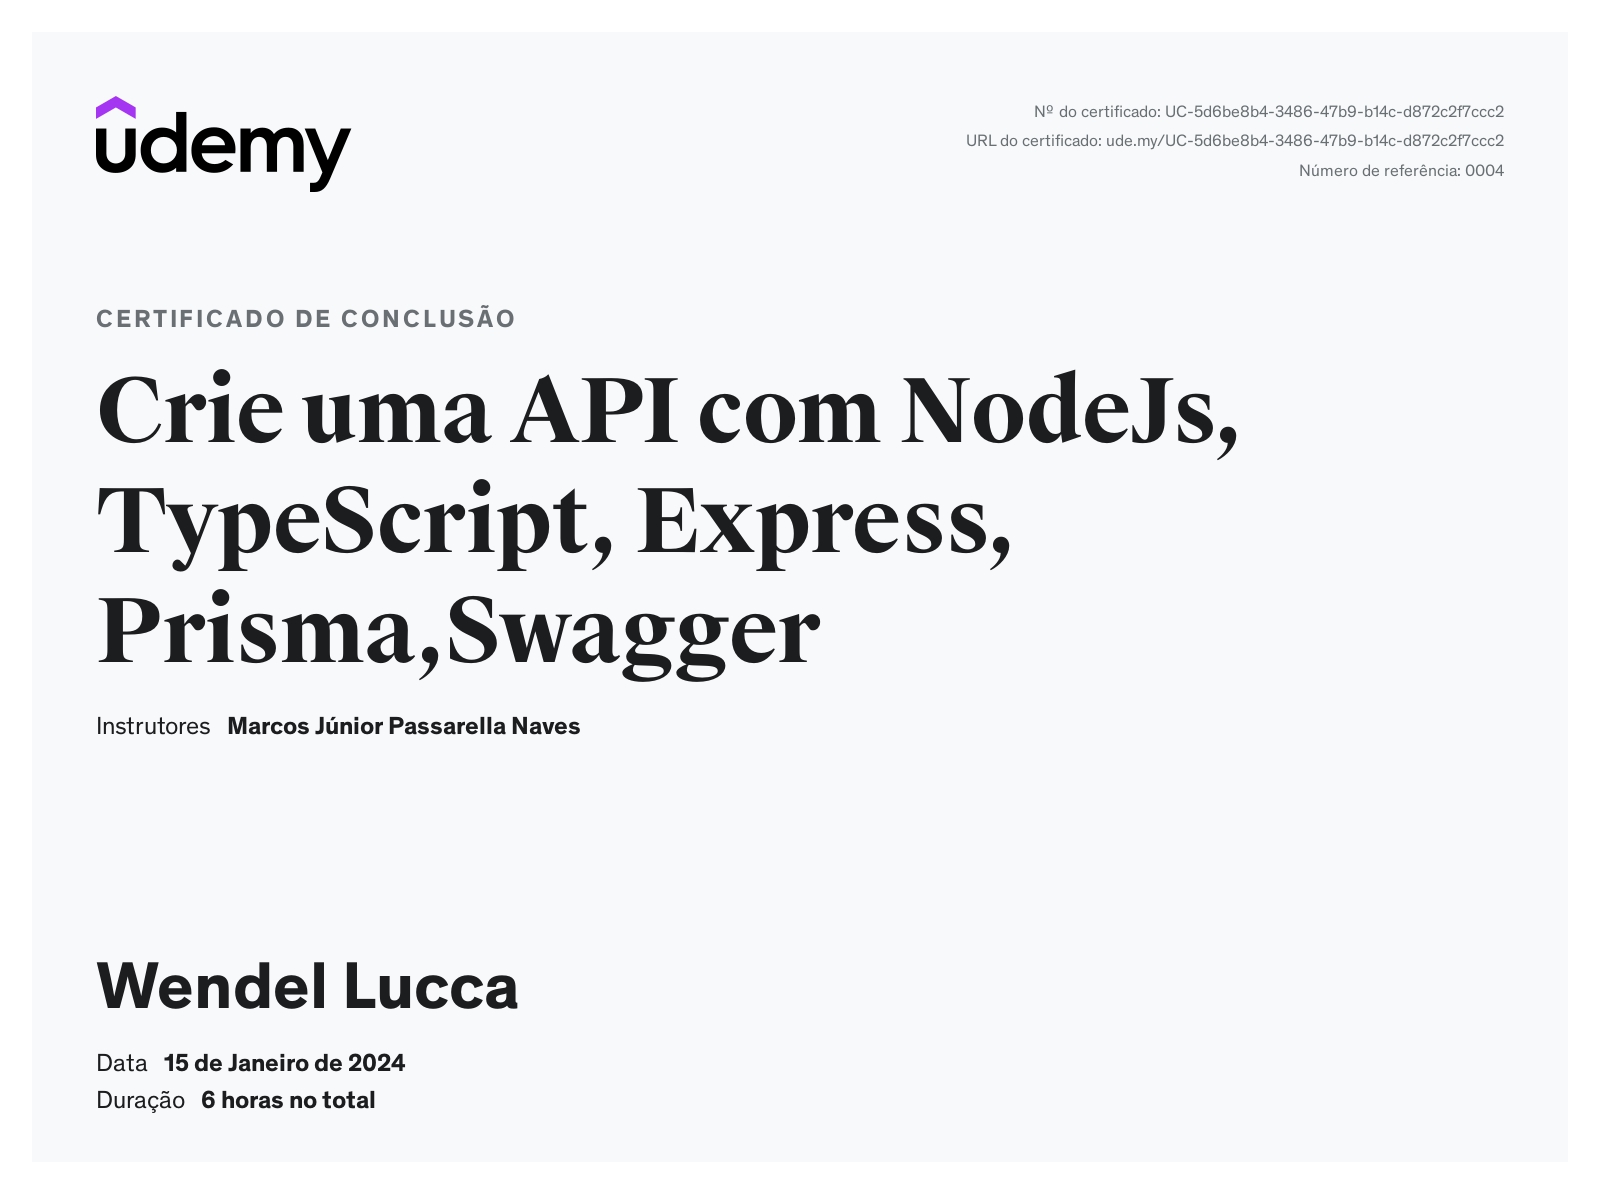 udemy
Nº do certificado: UC-5d6be8b4-3486-47b9-b14c-d872c2f7ccc2
URL do certificado: ude.my/UC-5d6be8b4-3486-47b9-b14c-d872c2f7ccc2
Número de referência: 0004
CERTIFICADO DE CONCLUSÃO
Crie uma API com NodeJs,
TypeScript, Express,
Prisma,Swagger
Instrutores Marcos Júnior Passarella Naves
Wendel Lucca
Data 15 de Janeiro de 2024
Duração 6 horas no total